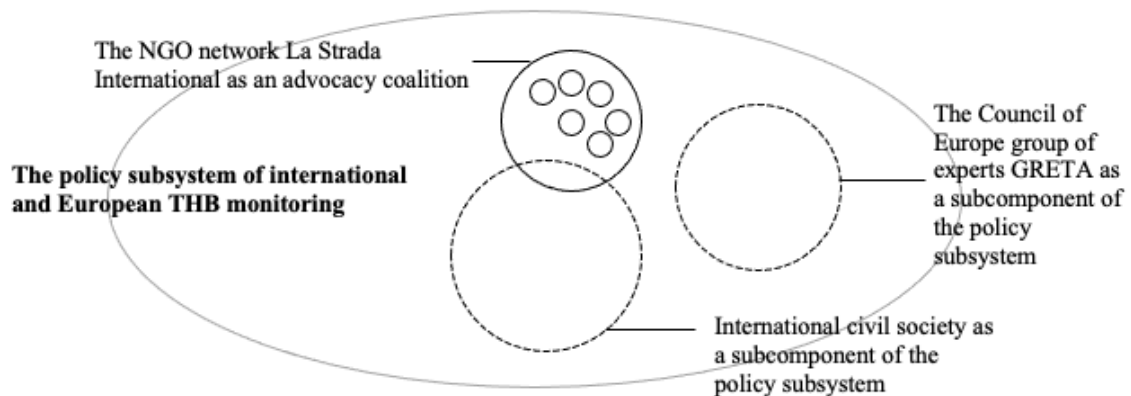 The NGO network La Strada
International as an advocacy coalition
The policy subsystem of international
and European THB monitoring
The Council of
Europe group of
experts GRETA as
a subcomponent of
the policy
subsystem
International civil society as
a subcomponent of the
policy subsystem